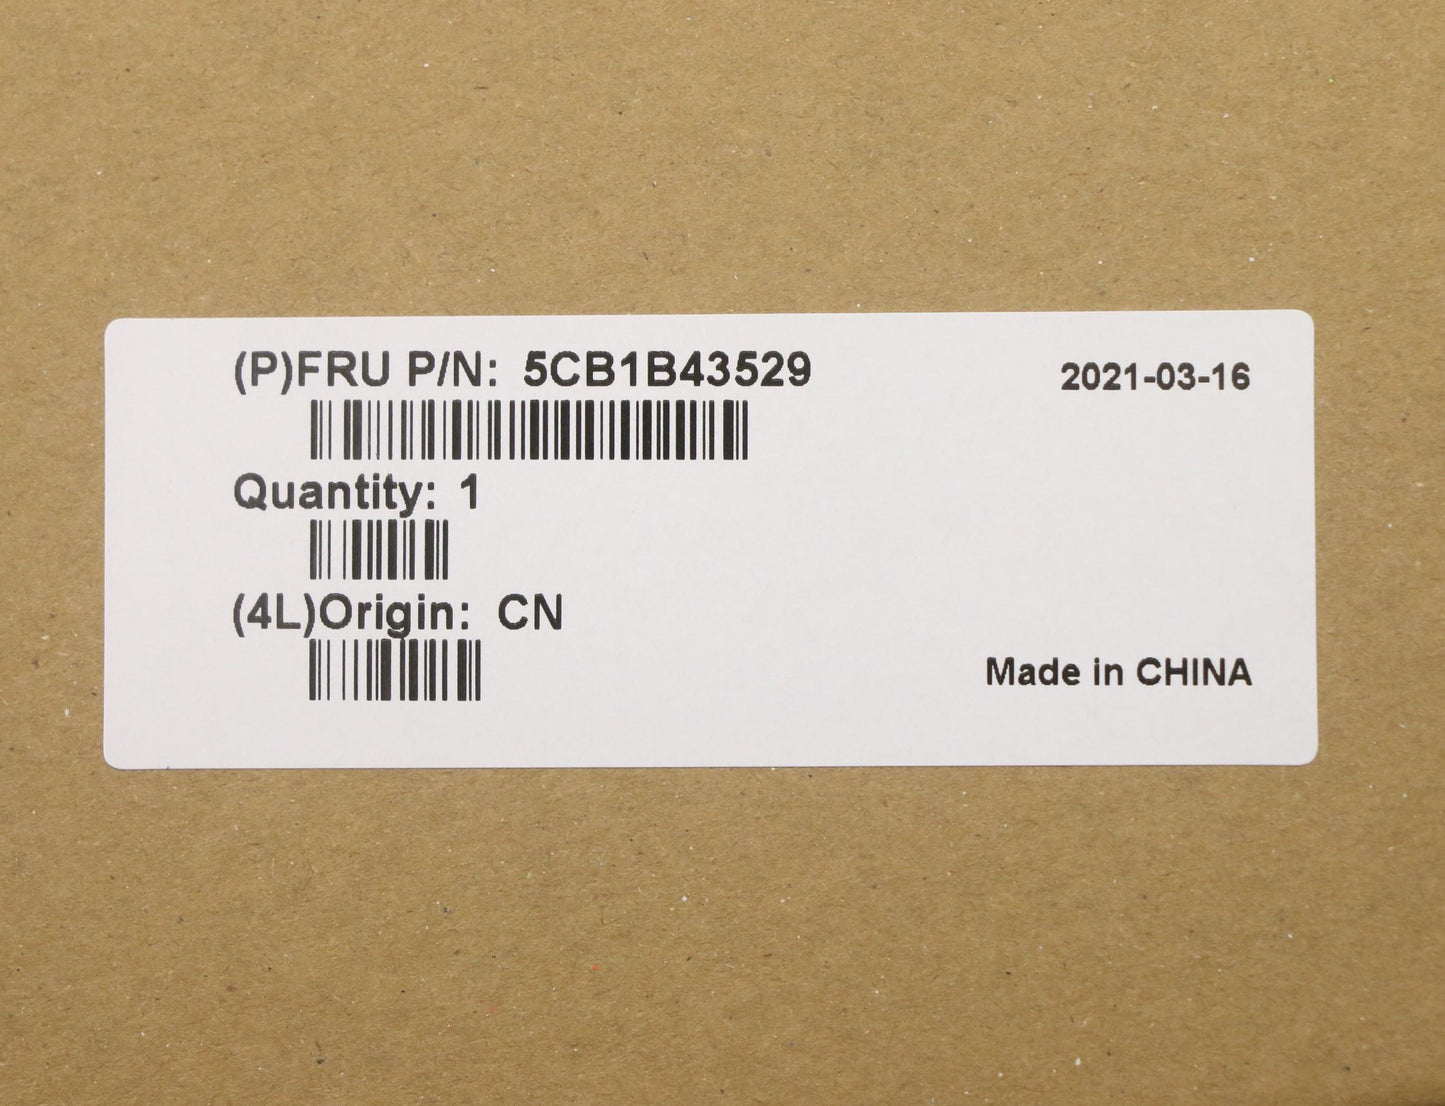 (P)FRU P/N: 5CB1B43529
2021-03-16
Quantity: 1
(4L)Origin: CN
Made in CHINA